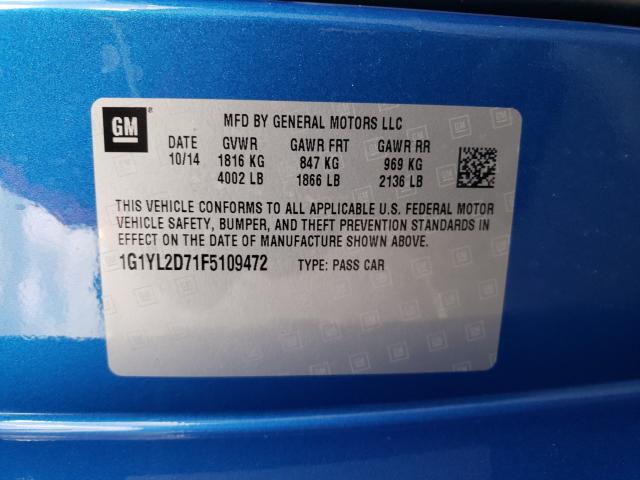 GM
MFD BY GENERAL MOTORS LLC
DATE GVWR GAWR FRT GAWR RR
10/14 1816 KG 847 KG 969 KG
4002 LB 1866 LB 2136 LB
THIS VEHICLE CONFORMS TO ALL APPLICABLE U.S. FEDERAL MOTOR
VEHICLE SAFETY, BUMPER, AND THEFT PREVENTION STANDARDS IN
EFFECT ON THE DATE OF MANUFACTURE SHOWN ABOVE.
1G1YL2D71F5109472 TYPE: PASS CAR